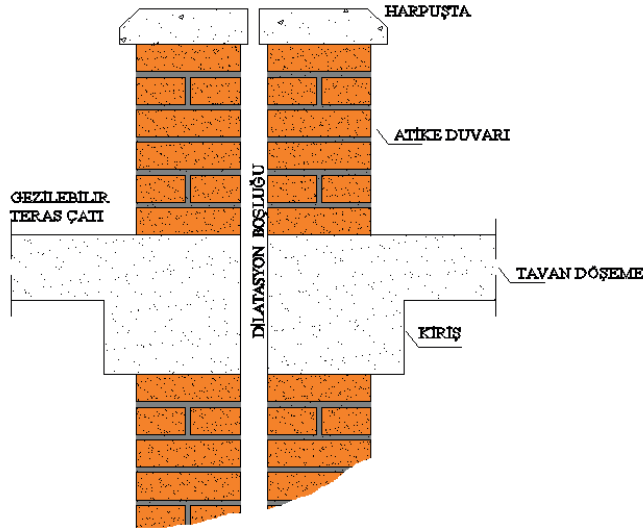 HARPUŞTA
ATİKE DUVARI
GEZİLEBİLİR
TERAS ÇATI
DİLATASYON BOŞLUĞU
TAVAN DÖŞEME
KİRİŞ